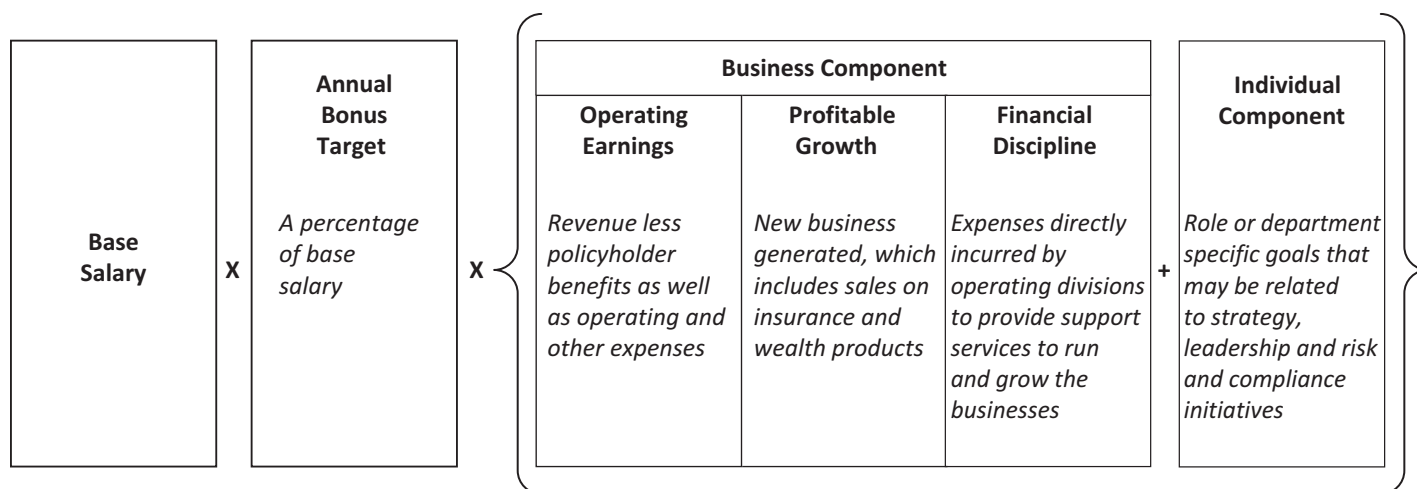 Base
Salary
X
Annual
Bonus
Target
A percentage
of base
salary
X
Business Component
Operating
Earnings
Revenue less
policyholder
benefits as well
as operating and
other expenses
Profitable
Growth
New business
generated, which
includes sales on
insurance and
wealth products
Financial
Discipline
Expenses directly
incurred by
operating divisions
to provide support
services to run
and grow the
businesses
+
Individual
Component
Role or department
specific goals that
may be related
to strategy,
leadership and risk
and compliance
initiatives